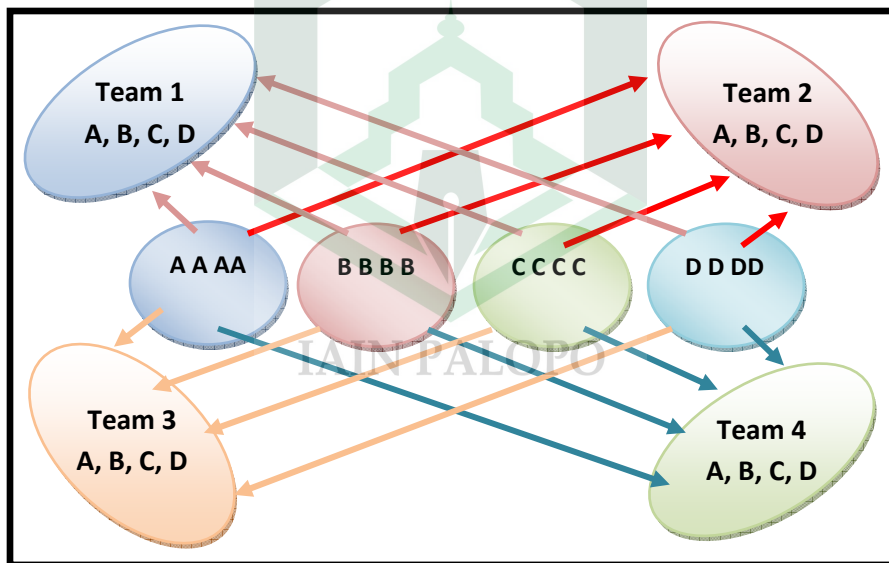 Team 1
A, B, C, D
Team 2
A, B, C, D
A A AA
B B B B
C C C C
D D DD
IAIN PALOPO
Team 3
A, B, C, D
Team 4
A, B, C, D